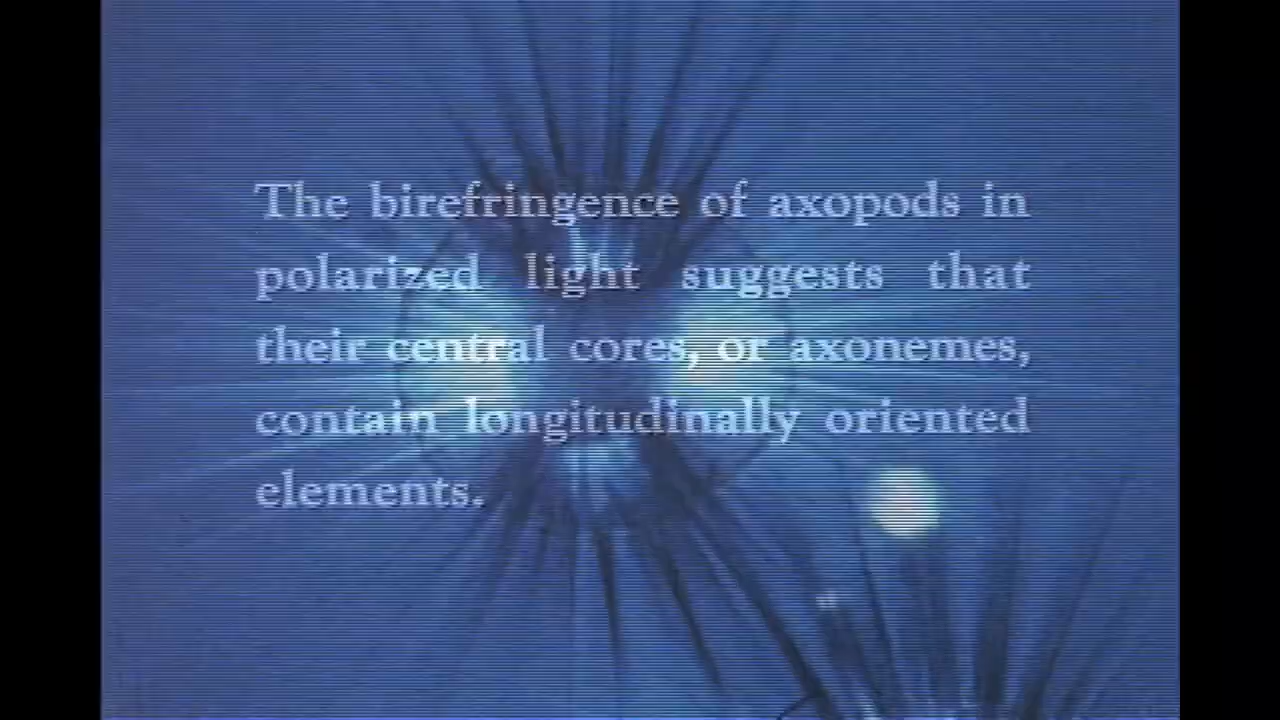 The birefringence of axopods in
polarized light suggests that
their central cores, or axonemes,
contain longitudinally oriented
elements.